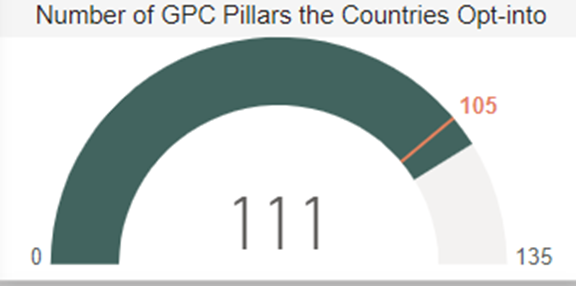 Number of GPC Pillars the Countries Opt-into
105
111
0
135